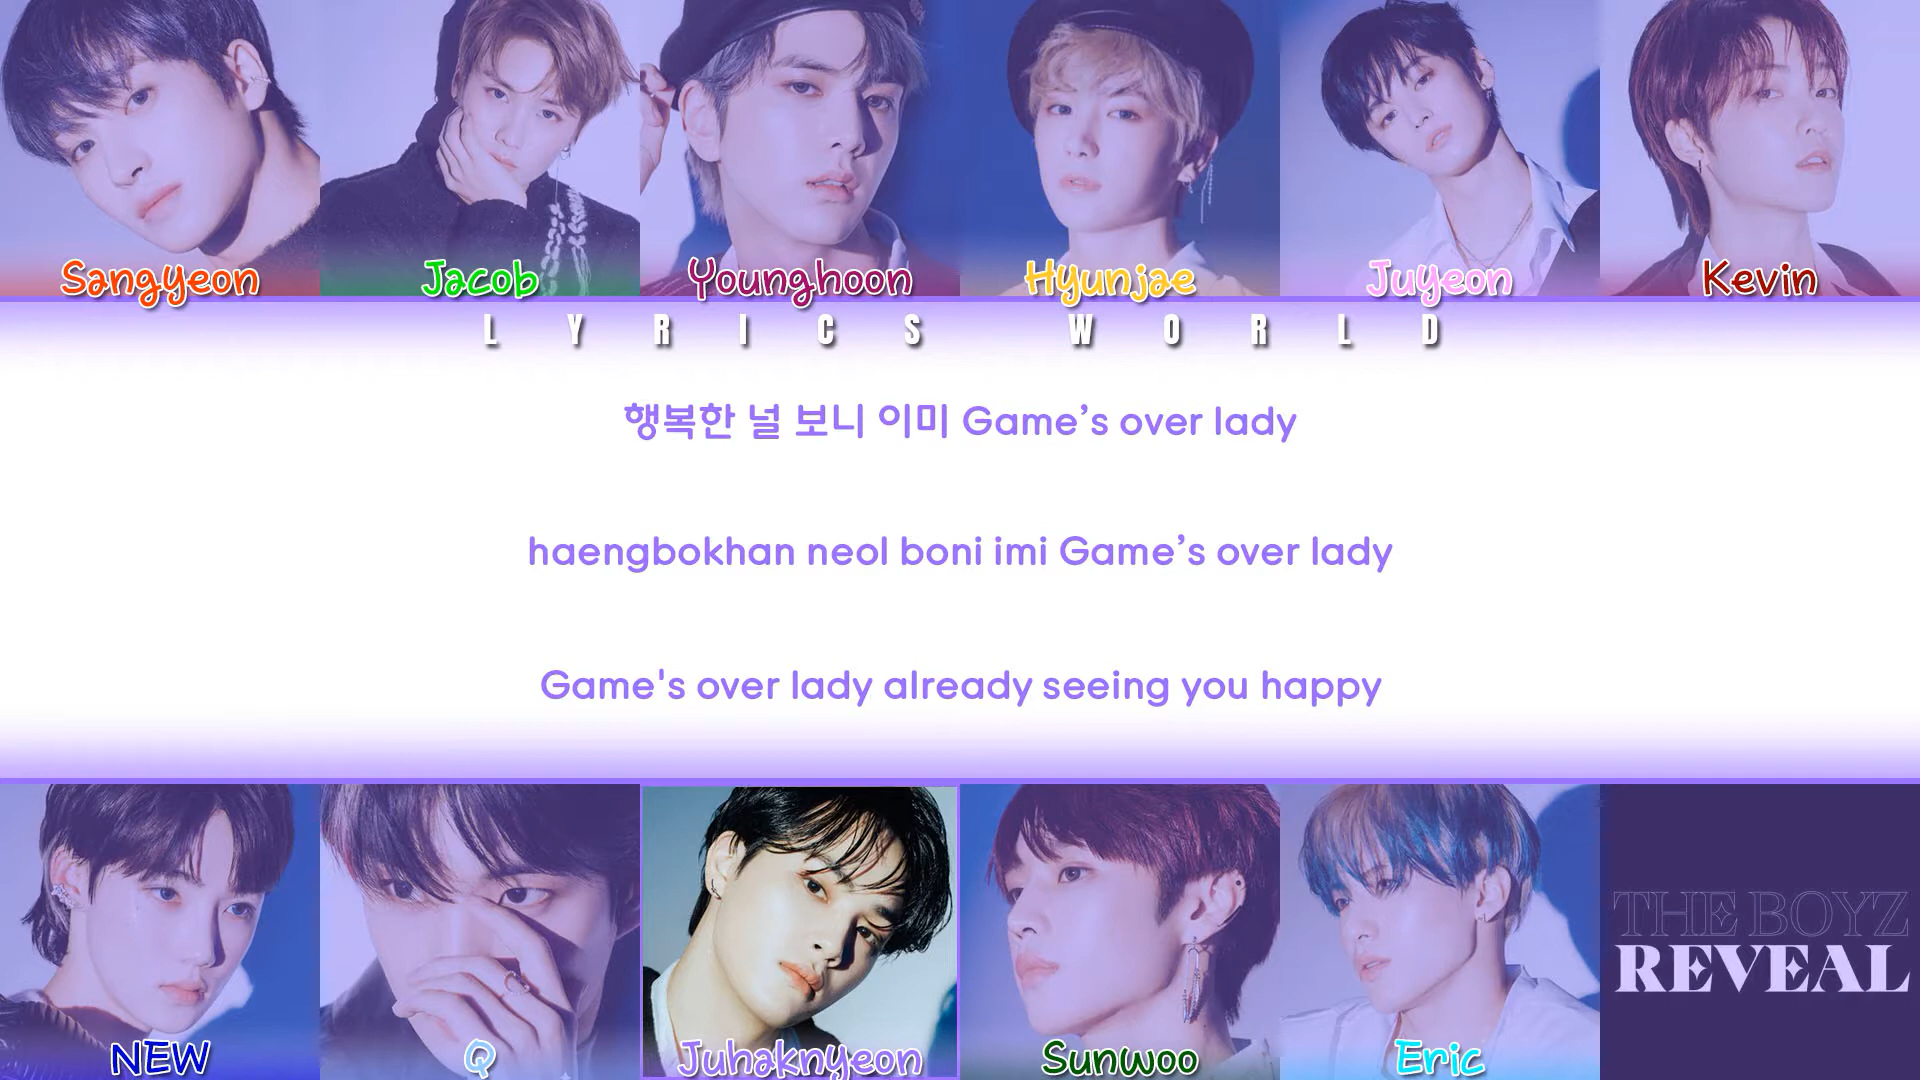 Sangyeon
Jacob
Younghoon
Hyunjae
Juyeon
Kevin
LYRICS WORLD
행복한 널 보니 이미 Game’s over lady
haengbokhan neol boni imi Game’s over lady
Game's over lady already seeing you happy
THE BOYZ
REVEAL
NEW
Q
Juhaknyeon
Sunwoo
Eric